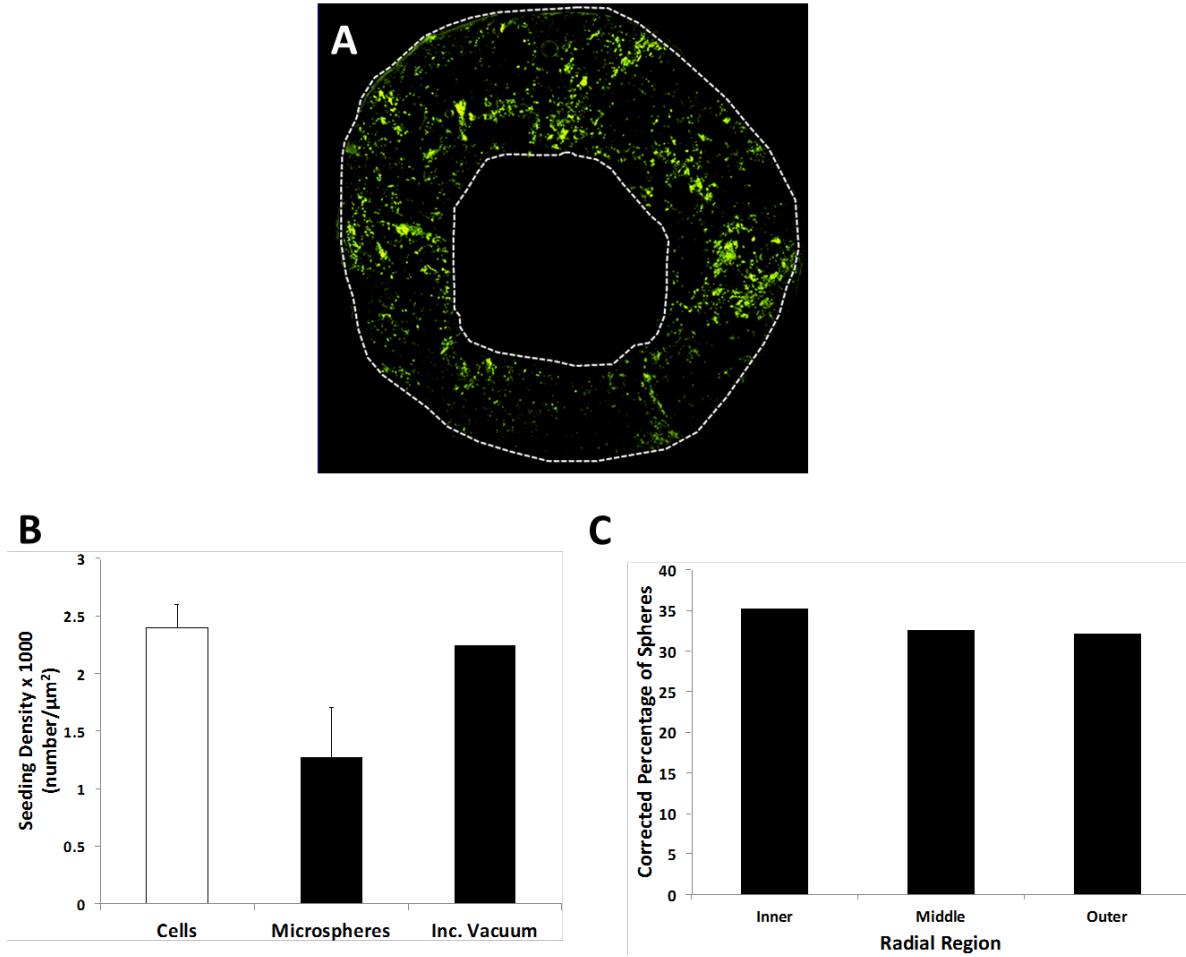 A
B
Seeding Density x 1000
(number/µm²)
3
2.5
2
1.5
1
0.5
0
Cells Microspheres Inc. Vacuum
C
Corrected Percentage of Spheres
40
35
30
25
20
15
10
5
0
Inner Middle Outer
Radial Region